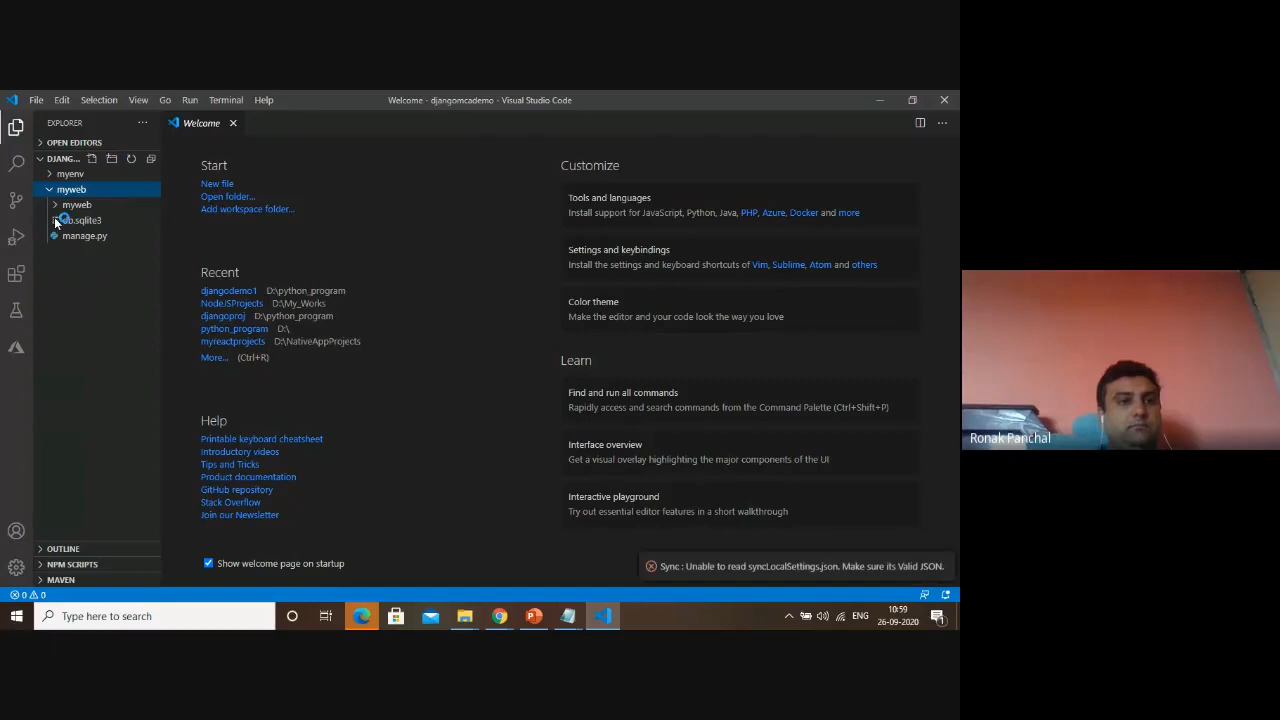 File Edit Selection View Go Run Terminal Help
Welcome - djangomcademo - Visual Studio Code
EXPLORER
Welcome
OPEN EDITORS
DJANG...
myenv
myweb
myweb
db.sqlite3
manage.py
OUTLINE
NPM SCRIPTS
MAVEN
Start
New file
Open folder...
Add workspace folder...
Recent
djangodemo1 D:\python_program
NodeJSProjects D:\My_Works
djangoproj D:\python_program
python_program D:\
myreactprojects D:\NativeAppProjects
More... (Ctrl+R)
Help
Printable keyboard cheatsheet
Introductory videos
Tips and Tricks
Product documentation
GitHub repository
Stack Overflow
Join our Newsletter
Show welcome page on startup
Customize
Tools and languages
Install support for JavaScript, Python, Java, PHP, Azure, Docker and more
Settings and keybindings
Install the settings and keyboard shortcuts of Vim, Sublime, Atom and others
Color theme
Make the editor and your code look the way you love
Learn
Find and run all commands
Rapidly access and search commands from the Command Palette (Ctrl+Shift+P)
Interface overview
Get a visual overlay highlighting the major components of the UI
Interactive playground
Try out essential editor features in a short walkthrough
Sync : Unable to read syncLocalSettings.json. Make sure its Valid JSON.
0 0
Type here to search
ENG
10:59
26-09-2020
1
Ronak Panchal